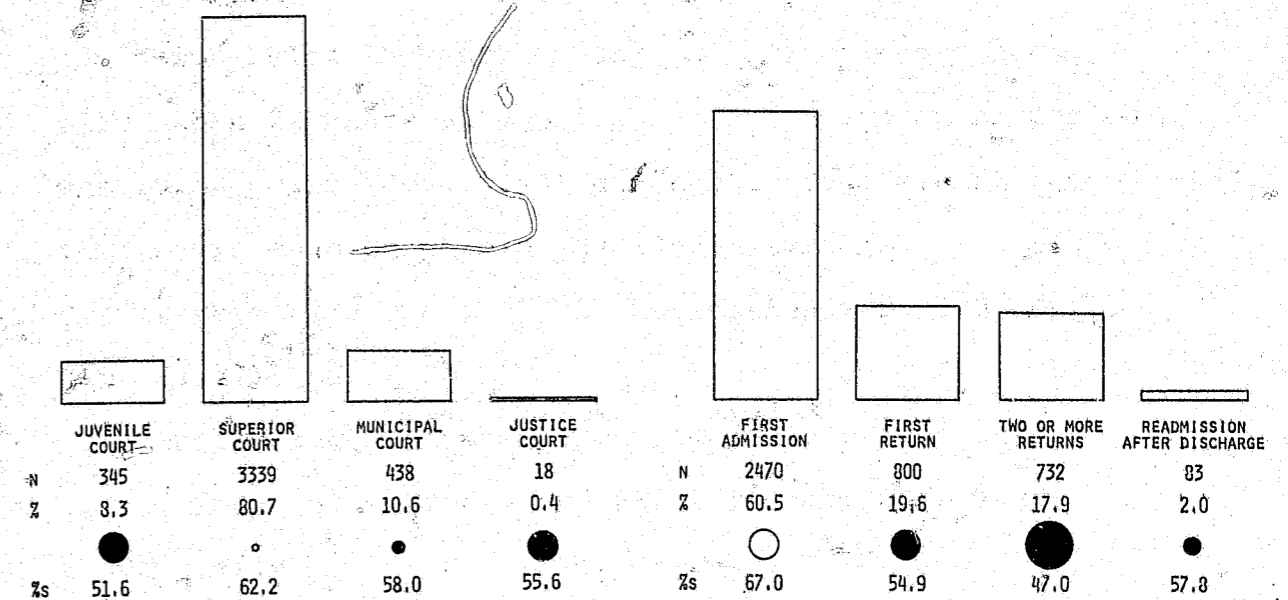 JUVENILE COURT SUPERIOR COURT MUNICIPAL COURT JUSTICE COURT
N 345 3339 438 18
% 8.3 80.7 10.6 0.4
%s 51.6 62.2 58.0 55.6
FIRST ADMISSION FIRST RETURN TWO OR MORE RETURNS READMISSION AFTER DISCHARGE
N 2470 800 732 83
% 60.5 19.6 17.9 2.0
%s 67.0 54.9 47.0 57.8